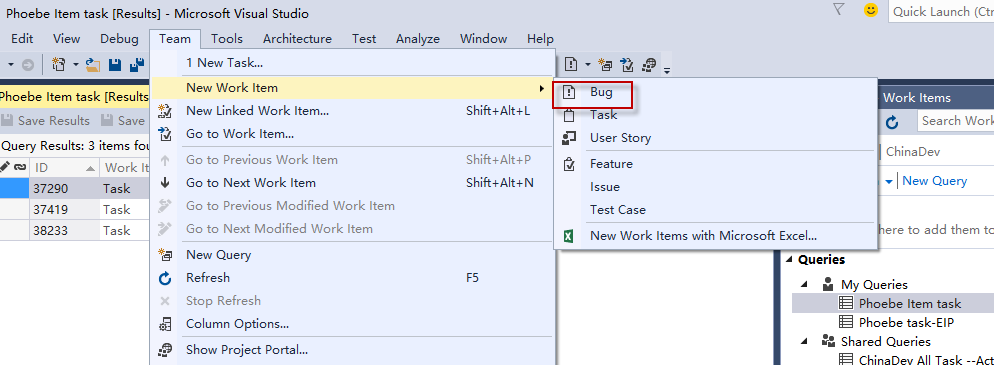 Phoebe Item task [Results] - Microsoft Visual Studio
Quick Launch (Ctr
Edit View Debug Team Tools Architecture Test Analyze Window Help
1 New Task...
New Work Item
New Linked Work Item... Shift+Alt+L
Go to Work Item...
Go to Previous Work Item Shift+Alt+P
Go to Next Work Item Shift+Alt+N
Go to Previous Modified Work Item
Go to Next Modified Work Item
New Query
Refresh F5
Stop Refresh
Column Options...
Show Project Portal...
Bug
Task
User Story
Feature
Issue
Test Case
New Work Items with Microsoft Excel...
Phoebe Item task [Results
Save Results Save Results
Query Results: 3 items fou
ID Work It
37290 Task
37419 Task
38233 Task
Work Items
Search Work
ChinaDev
New Query
here to add them to
Queries
My Queries
Phoebe Item task
Phoebe task-EIP
Shared Queries
ChinaDev All Task --Act